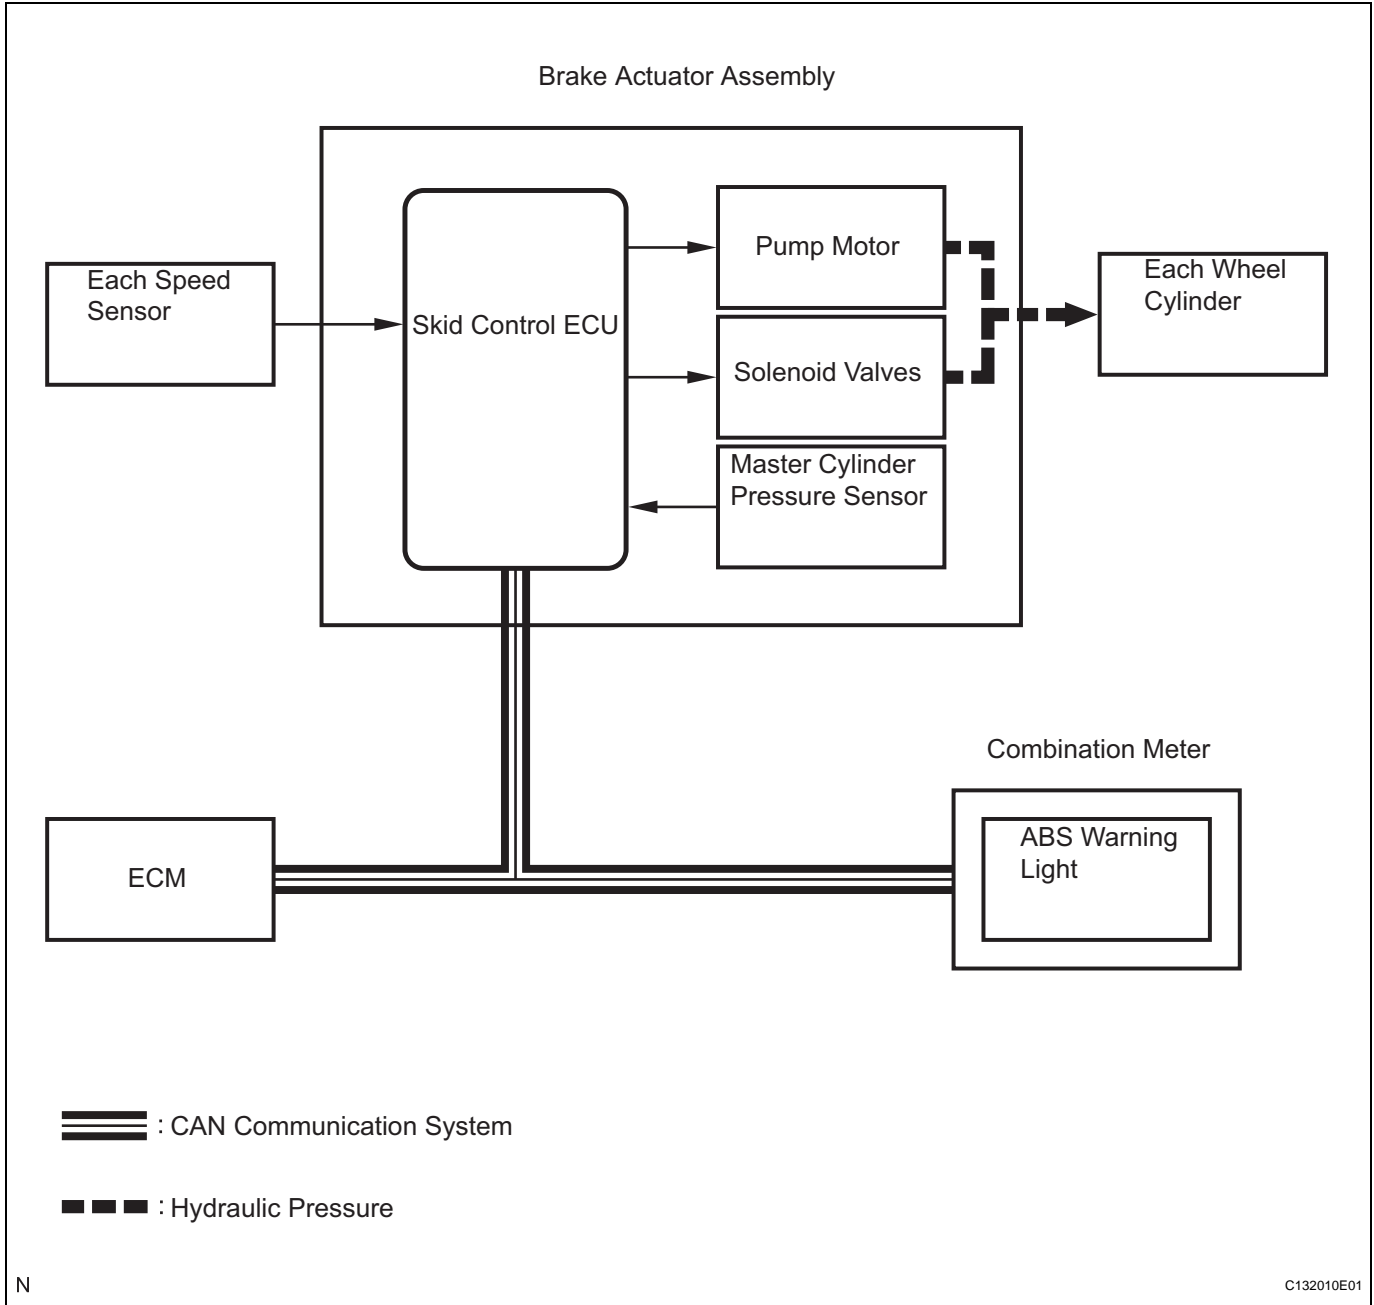 Brake Actuator Assembly
Each Speed
Sensor
Skid Control ECU
Pump Motor
Solenoid Valves
Master Cylinder
Pressure Sensor
Each Wheel
Cylinder
Combination Meter
ECM
ABS Warning
Light
: CAN Communication System
: Hydraulic Pressure
N
C132010E01